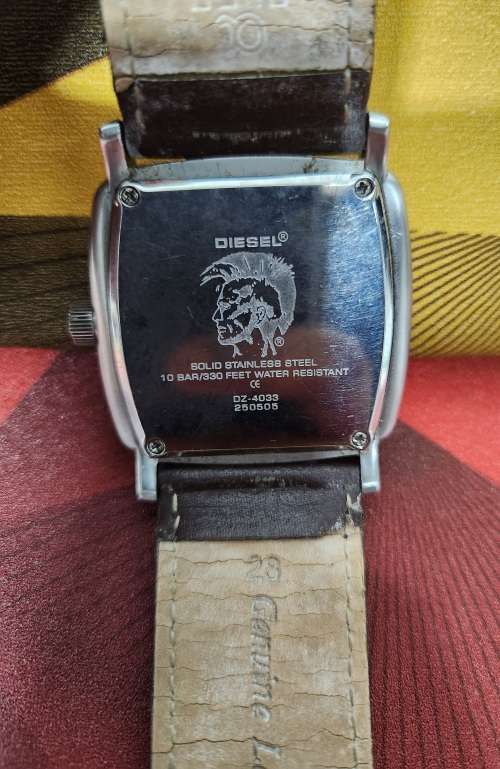 DIESEL®
®
SOLID STAINLESS STEEL
10 BAR/330 FEET WATER RESISTANT
CE
DZ-4033
250505
28 Genuine